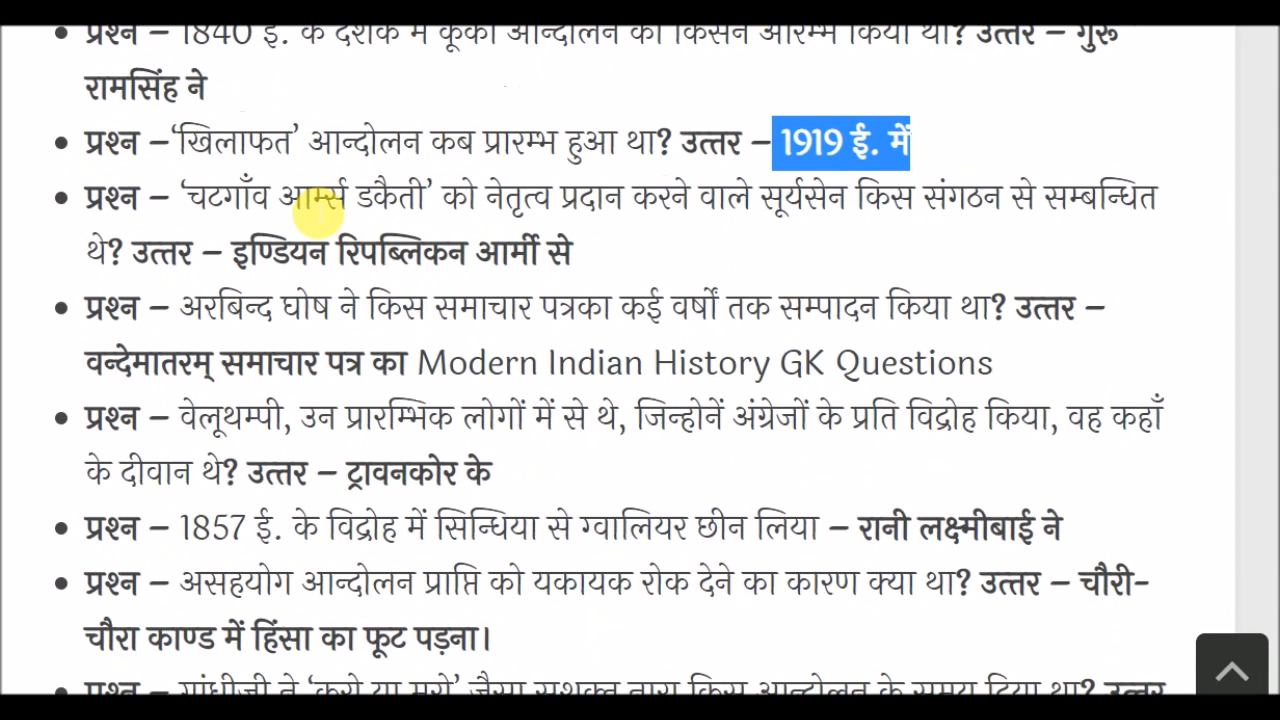 • प्रश्न – 1840 ई. के दशक में कूका आन्दोलन को किसने आरम्भ किया था? उत्तर – गुरु
रामसिंह ने
• प्रश्न –‘खिलाफत’ आन्दोलन कब प्रारम्भ हुआ था? उत्तर – 1919 ई. में
• प्रश्न – ‘चटगाँव आर्म्स डकैती’ को नेतृत्व प्रदान करने वाले सूर्यसेन किस संगठन से सम्बन्धित
थे? उत्तर – इण्डियन रिपब्लिकन आर्मी से
• प्रश्न – अरबिन्द घोष ने किस समाचार पत्रका कई वर्षों तक सम्पादन किया था? उत्तर –
वन्देमातरम् समाचार पत्र का Modern Indian History GK Questions
• प्रश्न – वेलूथम्पी, उन प्रारम्भिक लोगों में से थे, जिन्होनें अंग्रेजों के प्रति विद्रोह किया, वह कहाँ
के दीवान थे? उत्तर – ट्रावनकोर के
• प्रश्न – 1857 ई. के विद्रोह में सिन्धिया से ग्वालियर छीन लिया – रानी लक्ष्मीबाई ने
• प्रश्न – असहयोग आन्दोलन प्राप्ति को यकायक रोक देने का कारण क्या था? उत्तर – चौरी-
चौरा काण्ड में हिंसा का फूट पड़ना।
• प्रश्न – गांधीजी ने ‘करो या मरो’ जैसा सशक्त नारा किस आन्दोलन के समय दिया था? उत्तर